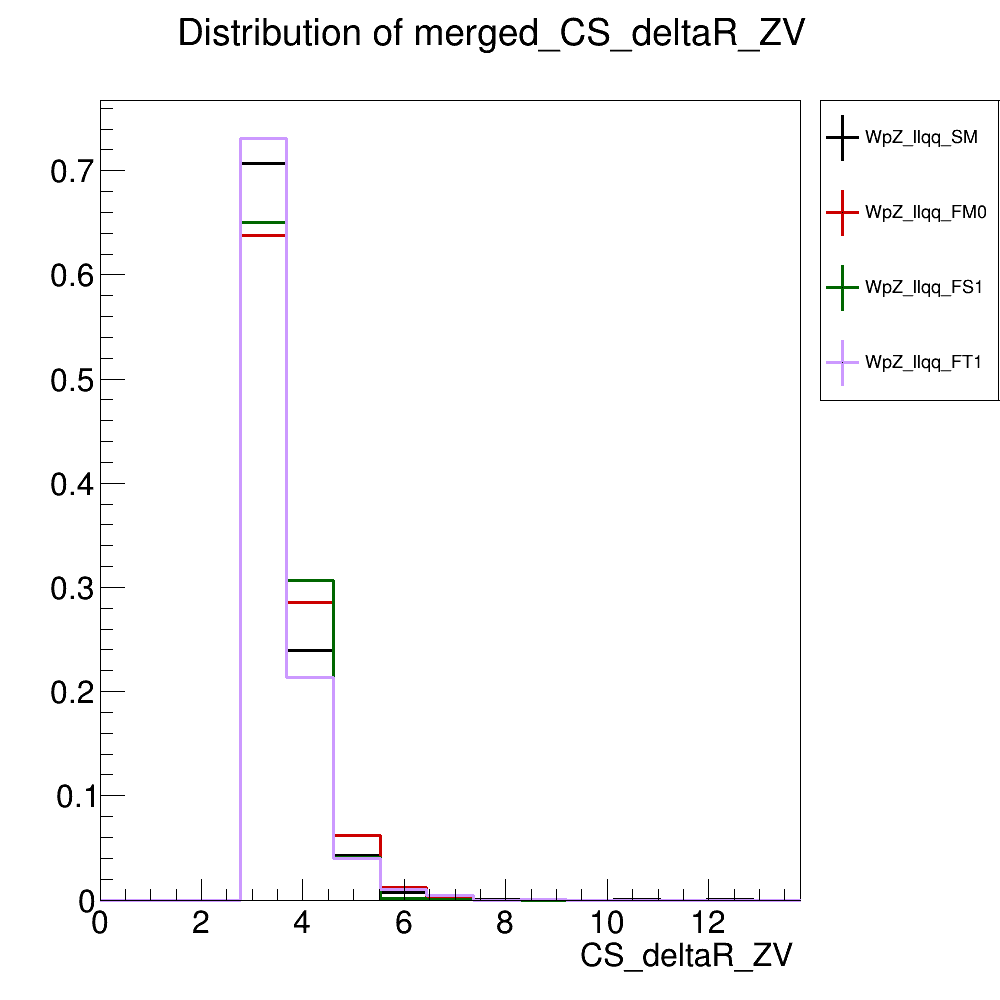 Distribution of merged_CS_deltaR_ZV
0.7
0.6
0.5
0.4
0.3
0.2
0.1
0
0 2 4 6 8 10 12
CS_deltaR_ZV
WpZ_llqq_SM
WpZ_llqq_FM0
WpZ_llqq_FS1
WpZ_llqq_FT1